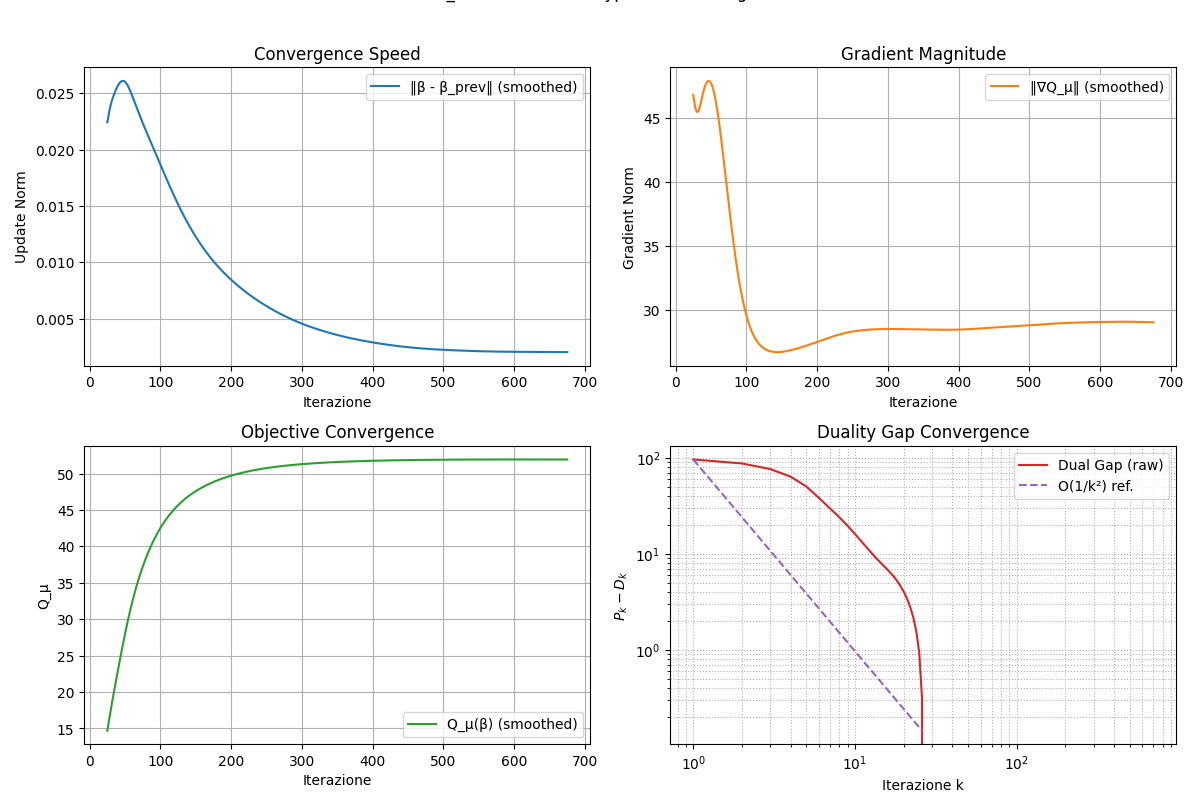 Convergence Speed
‖β - β_prev‖ (smoothed)
Update Norm
0.025
0.020
0.015
0.010
0.005
0 100 200 300 400 500 600 700
Iterazione
Gradient Magnitude
‖∇Q_μ‖ (smoothed)
Gradient Norm
45
40
35
30
0 100 200 300 400 500 600 700
Iterazione
Objective Convergence
Q_μ(β) (smoothed)
Q_μ
50
45
40
35
30
25
20
15
0 100 200 300 400 500 600 700
Iterazione
Duality Gap Convergence
Dual Gap (raw)
O(1/k²) ref.
P_k − D_k
10²
10¹
10⁰
10⁰ 10¹ 10²
Iterazione k